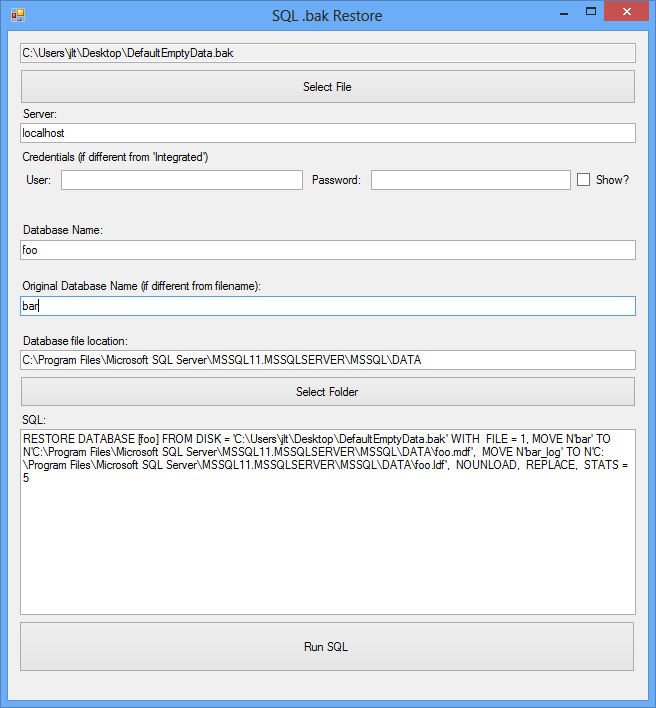 SQL .bak Restore
C:\Users\jlt\Desktop\DefaultEmptyData.bak
Select File
Server:
localhost
Credentials (if different from 'Integrated')
User: Password: Show?
Database Name:
foo
Original Database Name (if different from filename):
bar
Database file location:
C:\Program Files\Microsoft SQL Server\MSSQL11.MSSQLSERVER\MSSQL\DATA
Select Folder
SQL:
RESTORE DATABASE [foo] FROM DISK = 'C:\Users\jlt\Desktop\DefaultEmptyData.bak' WITH  FILE = 1, MOVE N'bar' TO
N'C:\Program Files\Microsoft SQL Server\MSSQL11.MSSQLSERVER\MSSQL\DATA\foo.mdf',  MOVE N'bar_log' TO N'C:
\Program Files\Microsoft SQL Server\MSSQL11.MSSQLSERVER\MSSQL\DATA\foo.ldf',  NOUNLOAD,  REPLACE,  STATS =
5
Run SQL